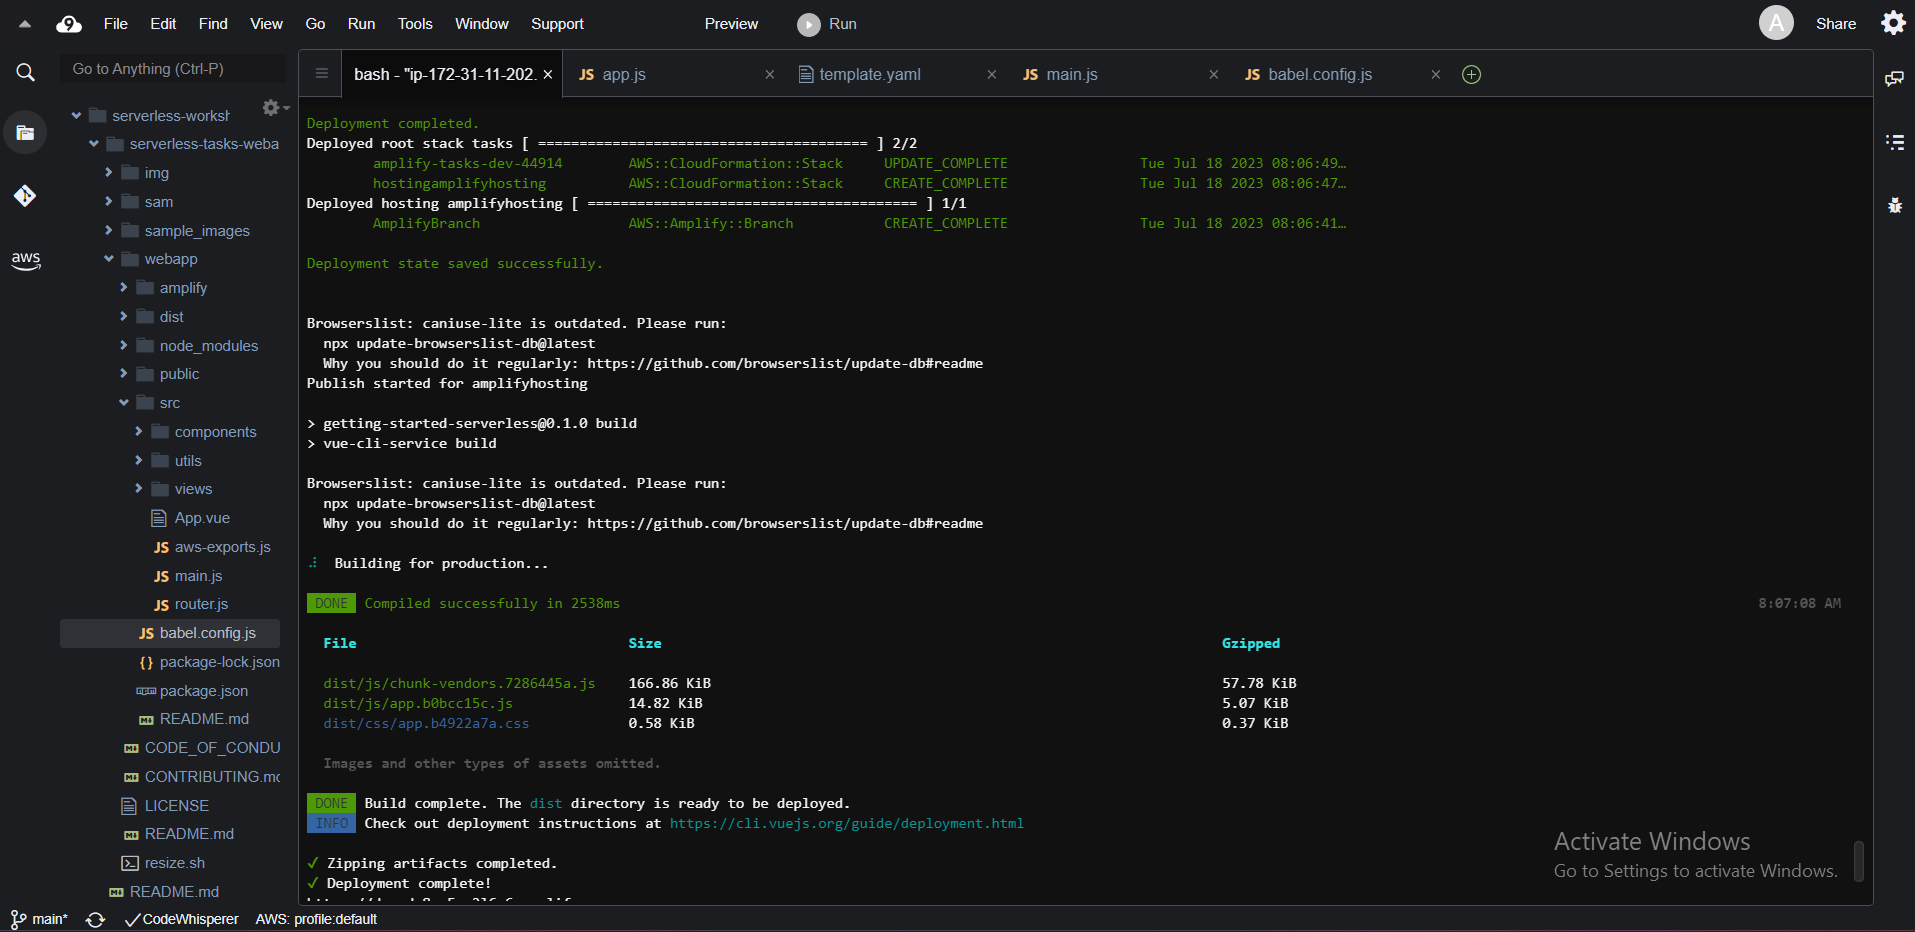 File Edit Find View Go Run Tools Window Support Preview Run A Share
Go to Anything (Ctrl-P)
bash - "ip-172-31-11-202. × JS app.js × template.yaml × JS main.js × JS babel.config.js ×
serverless-worksh
serverless-tasks-weba
img
sam
sample_images
webapp
amplify
dist
node_modules
public
src
components
utils
views
App.vue
JS aws-exports.js
JS main.js
JS router.js
JS babel.config.js
{} package-lock.json
package.json
README.md
CODE_OF_CONDU
CONTRIBUTING.md
LICENSE
README.md
resize.sh
README.md
aws
Deployment completed.
Deployed root stack tasks [ ======================================== ] 2/2
amplify-tasks-dev-44914 AWS::CloudFormation::Stack UPDATE_COMPLETE Tue Jul 18 2023 08:06:49…
hostingamplifyhosting AWS::CloudFormation::Stack CREATE_COMPLETE Tue Jul 18 2023 08:06:47…
Deployed hosting amplifyhosting [ ======================================== ] 1/1
AmplifyBranch AWS::Amplify::Branch CREATE_COMPLETE Tue Jul 18 2023 08:06:41…
Deployment state saved successfully.
Browserslist: caniuse-lite is outdated. Please run:
npx update-browserslist-db@latest
Why you should do it regularly: https://github.com/browserslist/update-db#readme
Publish started for amplifyhosting
> getting-started-serverless@0.1.0 build
> vue-cli-service build
Browserslist: caniuse-lite is outdated. Please run:
npx update-browserslist-db@latest
Why you should do it regularly: https://github.com/browserslist/update-db#readme
Building for production...
DONE Compiled successfully in 2538ms 8:07:08 AM
File Size Gzipped
dist/js/chunk-vendors.7286445a.js 166.86 KiB 57.78 KiB
dist/js/app.b0bcc15c.js 14.82 KiB 5.07 KiB
dist/css/app.b4922a7a.css 0.58 KiB 0.37 KiB
Images and other types of assets omitted.
DONE Build complete. The dist directory is ready to be deployed.
INFO Check out deployment instructions at https://cli.vuejs.org/guide/deployment.html
✓ Zipping artifacts completed.
✓ Deployment complete!
Activate Windows
Go to Settings to activate Windows.
main* CodeWhisperer AWS: profile:default